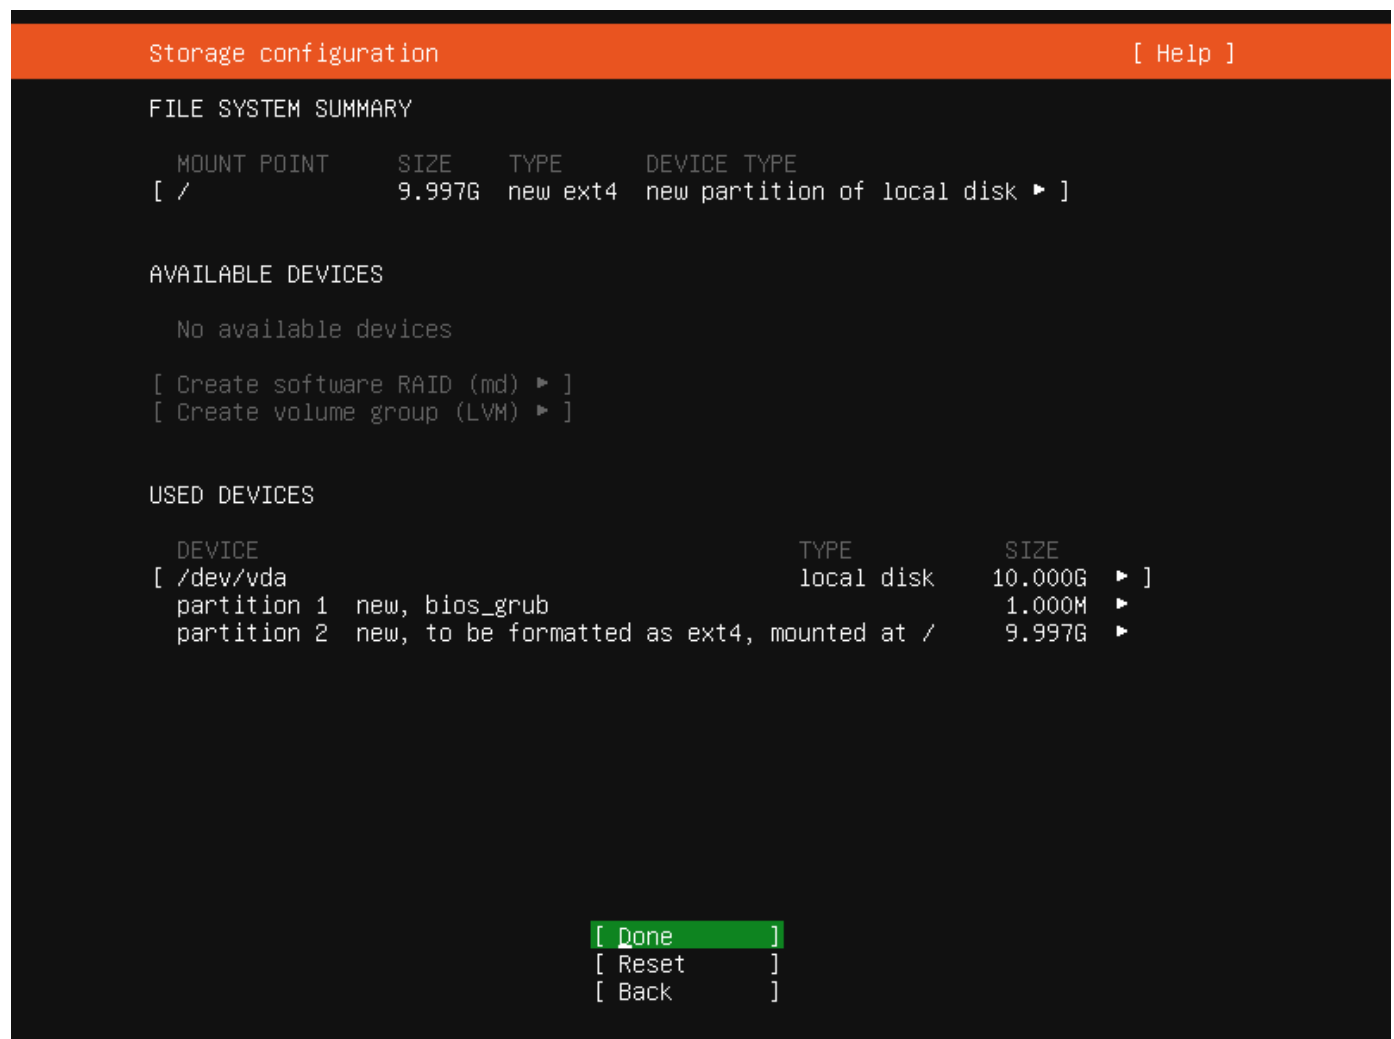 Storage configuration [ Help ]
FILE SYSTEM SUMMARY
MOUNT POINT SIZE TYPE DEVICE TYPE
[ / 9.997G new ext4 new partition of local disk ▸ ]
AVAILABLE DEVICES
No available devices
[ Create software RAID (md) ▸ ]
[ Create volume group (LVM) ▸ ]
USED DEVICES
DEVICE TYPE SIZE
[ /dev/vda local disk 10.000G ▸ ]
partition 1 new, bios_grub 1.000M ▸
partition 2 new, to be formatted as ext4, mounted at / 9.997G ▸
[ Done ]
[ Reset ]
[ Back ]